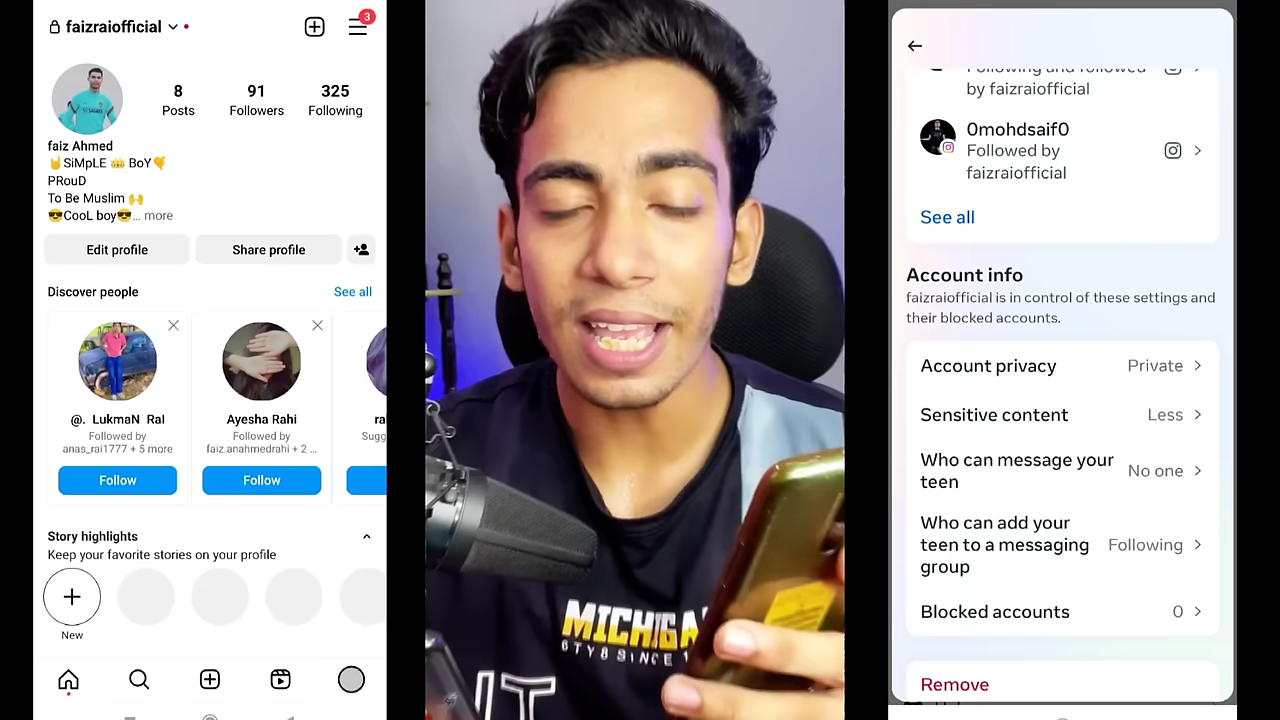 faizraiofficial
3
8
91
325
Posts
Followers
Following
faiz Ahmed
🤘SiMpLE 👑 BoY💘
PRouD
To Be Muslim 🙌
😎CooL boy😎... more
Edit profile
Share profile
Discover people
See all
@. LukmaN RaI
Followed by
anas_rai1777 + 5 more
Follow
Ayesha Rahi
Followed by
faiz.anahmedrahi + 2 ...
Follow
Story highlights
Keep your favorite stories on your profile
New
MICHIGA
SINCE
Following and followed
by faizraiofficial
0mohdsaif0
Followed by
faizraiofficial
See all
Account info
faizraiofficial is in control of these settings and
their blocked accounts.
Account privacy Private
Sensitive content Less
Who can message your
teen
No one
Who can add your
teen to a messaging
group
Following
Blocked accounts 0
Remove